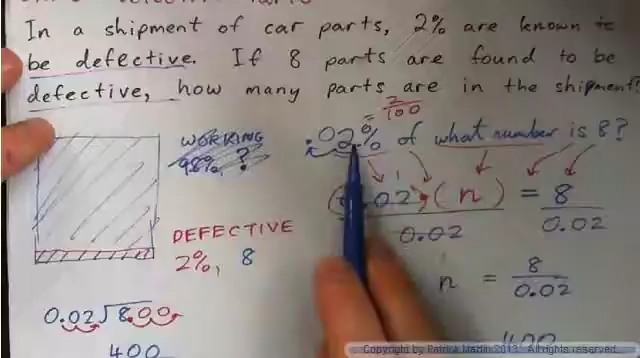 In a shipment of car parts, 2% are known to
be defective. If 8 parts are found to be
defective, how many parts are in the shipment?
= 2/100
.02% of what number is 8?
WORKING
98%, ?
.02 (n) = 8
0.02 0.02
DEFECTIVE
2%, 8
n = 8/0.02
0.02√8.00
400
400
Copyright by Patrick Martin 2013. All rights reserved.